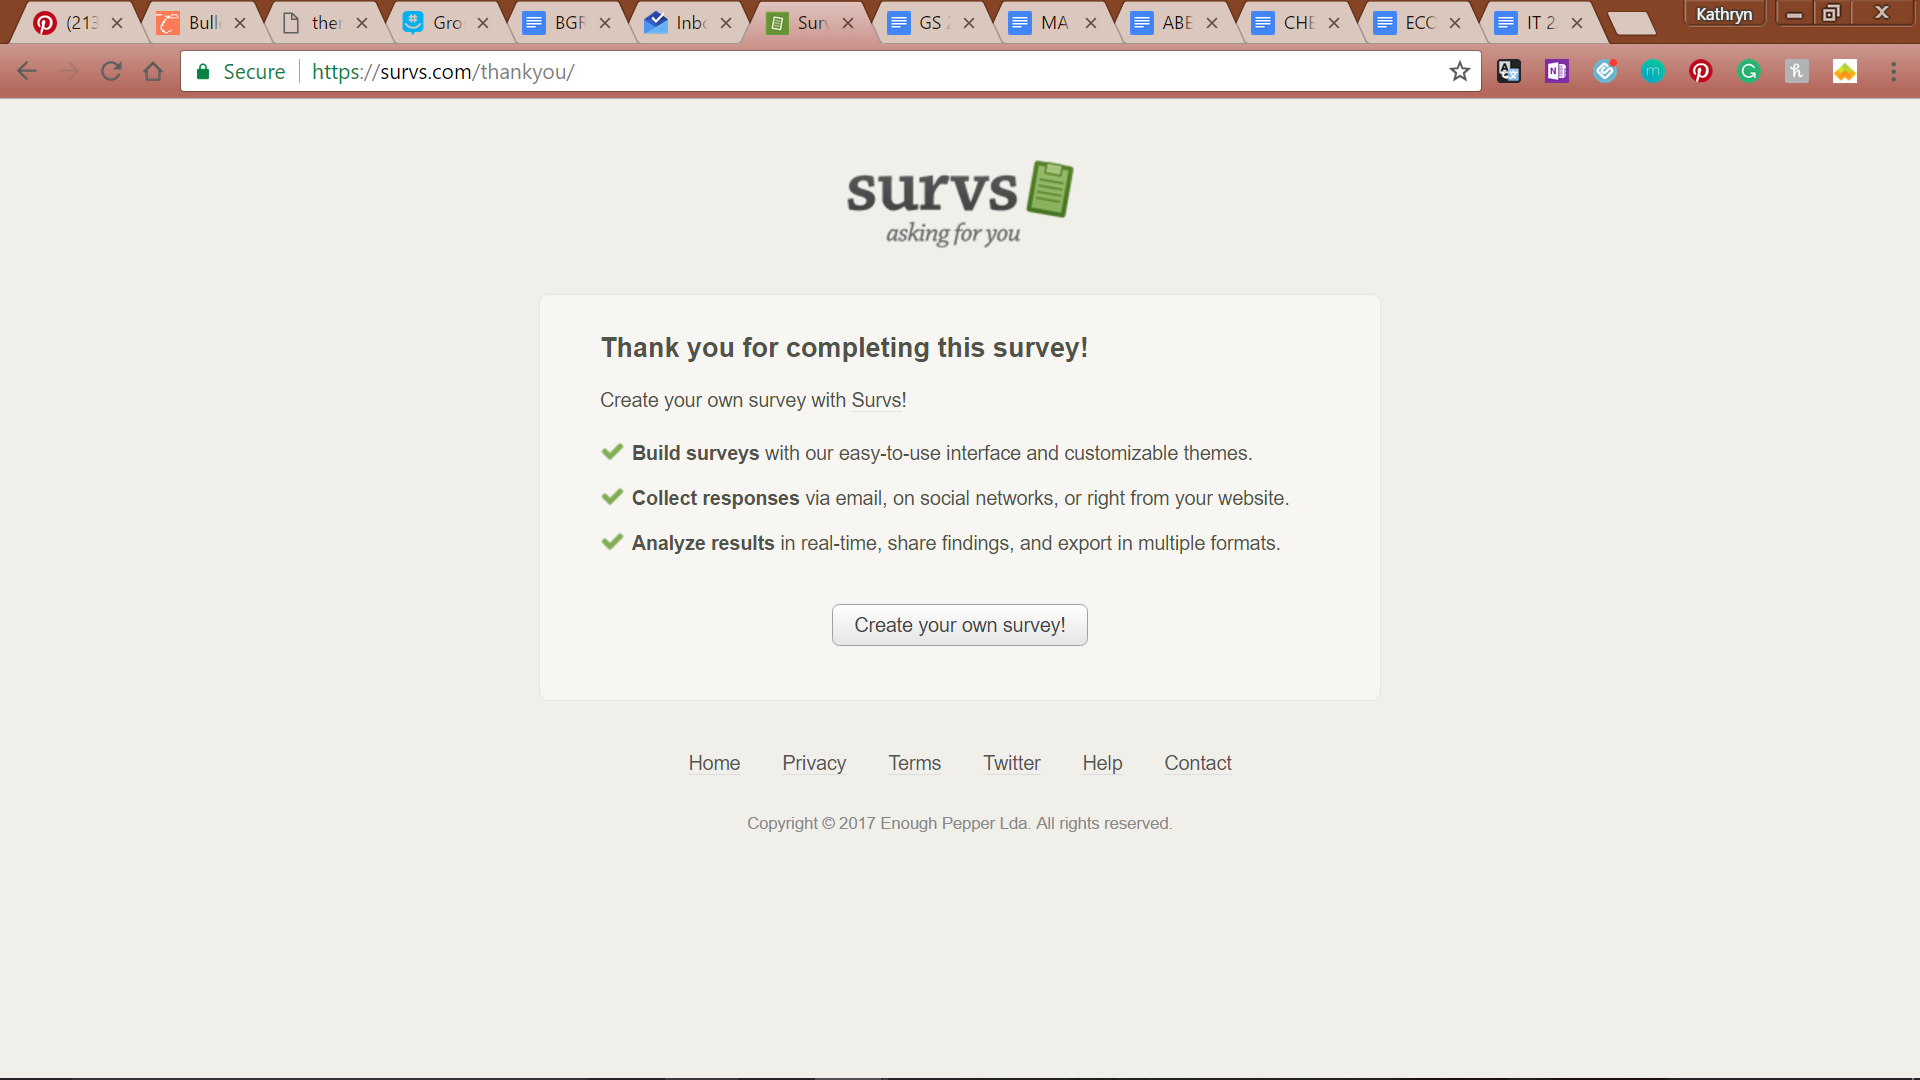 (213 Bull ther Gro BGR Inbo Surv GS 2 MA ABE CHE ECO IT 2 Kathryn
Secure https://survs.com/thankyou/
survs
asking for you
Thank you for completing this survey!
Create your own survey with Survs!
Build surveys with our easy-to-use interface and customizable themes.
Collect responses via email, on social networks, or right from your website.
Analyze results in real-time, share findings, and export in multiple formats.
Create your own survey!
Home Privacy Terms Twitter Help Contact
Copyright © 2017 Enough Pepper Lda. All rights reserved.